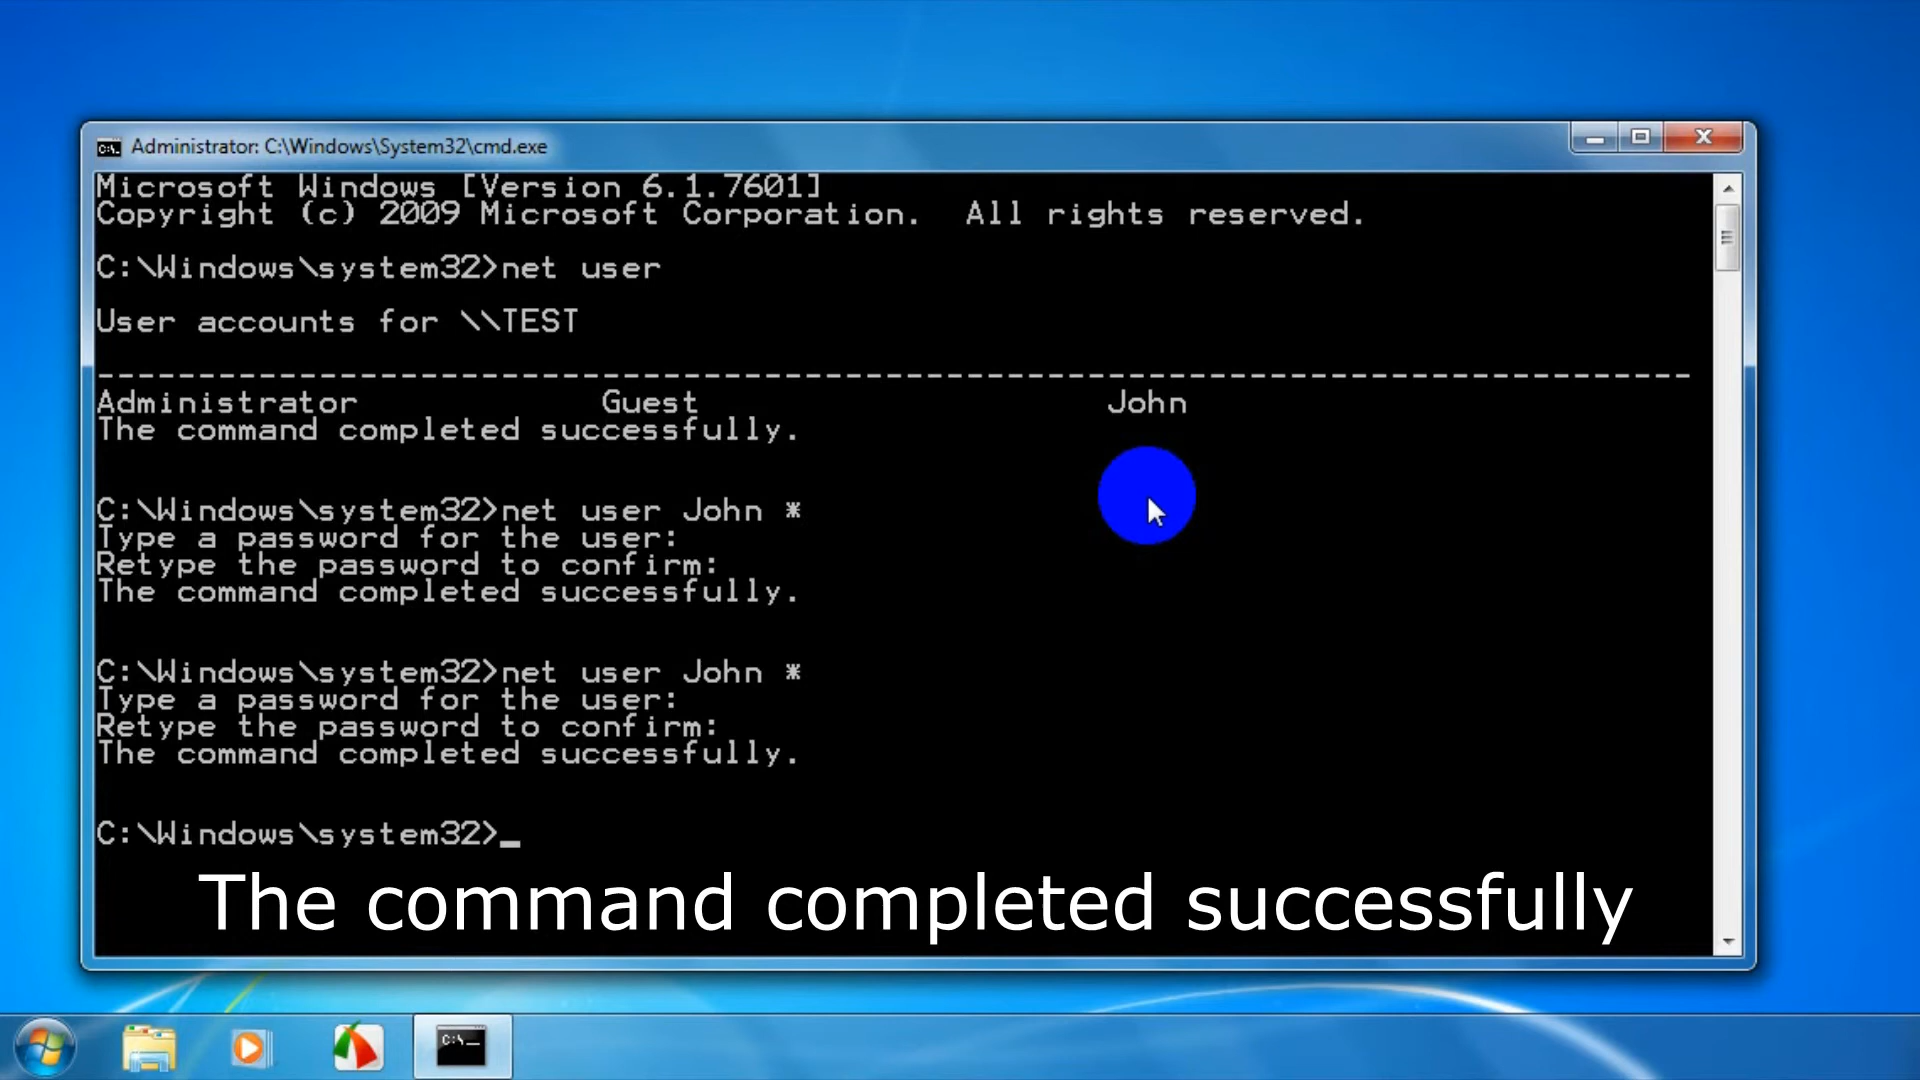 Administrator: C:\Windows\System32\cmd.exe
Microsoft Windows [Version 6.1.7601]
Copyright (c) 2009 Microsoft Corporation.  All rights reserved.
C:\Windows\system32>net user
User accounts for \\TEST
-------------------------------------------------------------------------------
Administrator            Guest                    John
The command completed successfully.
C:\Windows\system32>net user John *
Type a password for the user:
Retype the password to confirm:
The command completed successfully.
C:\Windows\system32>net user John *
Type a password for the user:
Retype the password to confirm:
The command completed successfully.
C:\Windows\system32>_
The command completed successfully